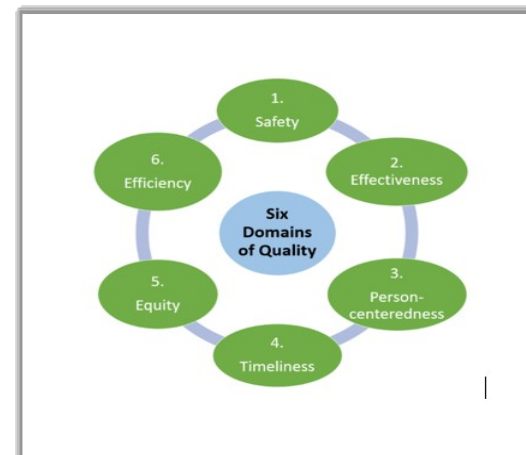 1.
Safety
2.
Effectiveness
3.
Person-
centeredness
4.
Timeliness
5.
Equity
6.
Efficiency
Six
Domains
of Quality